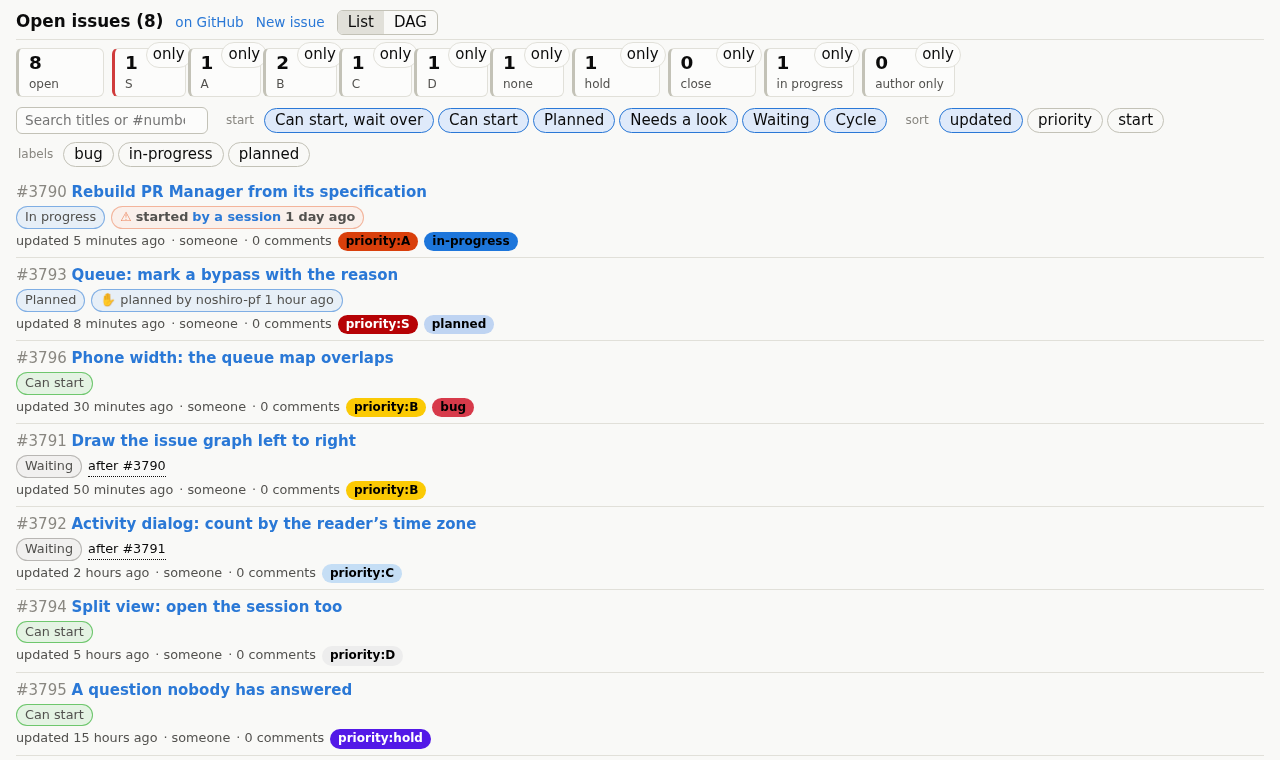 Open issues (8) on GitHub New issue List DAG
8 open
1 S only
1 A only
2 B only
1 C only
1 D only
1 none only
1 hold only
0 close only
1 in progress only
0 author only only
Search titles or #numbe start Can start, wait over Can start Planned Needs a look Waiting Cycle sort updated priority start
labels bug in-progress planned
#3790 Rebuild PR Manager from its specification
In progress ⚠ started by a session 1 day ago
updated 5 minutes ago · someone · 0 comments priority:A in-progress
#3793 Queue: mark a bypass with the reason
Planned ✋ planned by noshiro-pf 1 hour ago
updated 8 minutes ago · someone · 0 comments priority:S planned
#3796 Phone width: the queue map overlaps
Can start
updated 30 minutes ago · someone · 0 comments priority:B bug
#3791 Draw the issue graph left to right
Waiting after #3790
updated 50 minutes ago · someone · 0 comments priority:B
#3792 Activity dialog: count by the reader’s time zone
Waiting after #3791
updated 2 hours ago · someone · 0 comments priority:C
#3794 Split view: open the session too
Can start
updated 5 hours ago · someone · 0 comments priority:D
#3795 A question nobody has answered
Can start
updated 15 hours ago · someone · 0 comments priority:hold